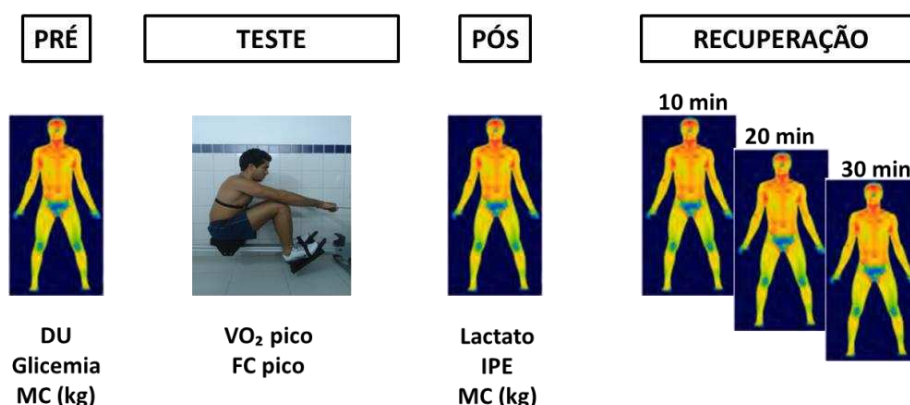 PRÉ
TESTE
PÓS
RECUPERAÇÃO
10 min
20 min
30 min
DU
Glicemia
MC (kg)
VO₂ pico
FC pico
Lactato
IPE
MC (kg)